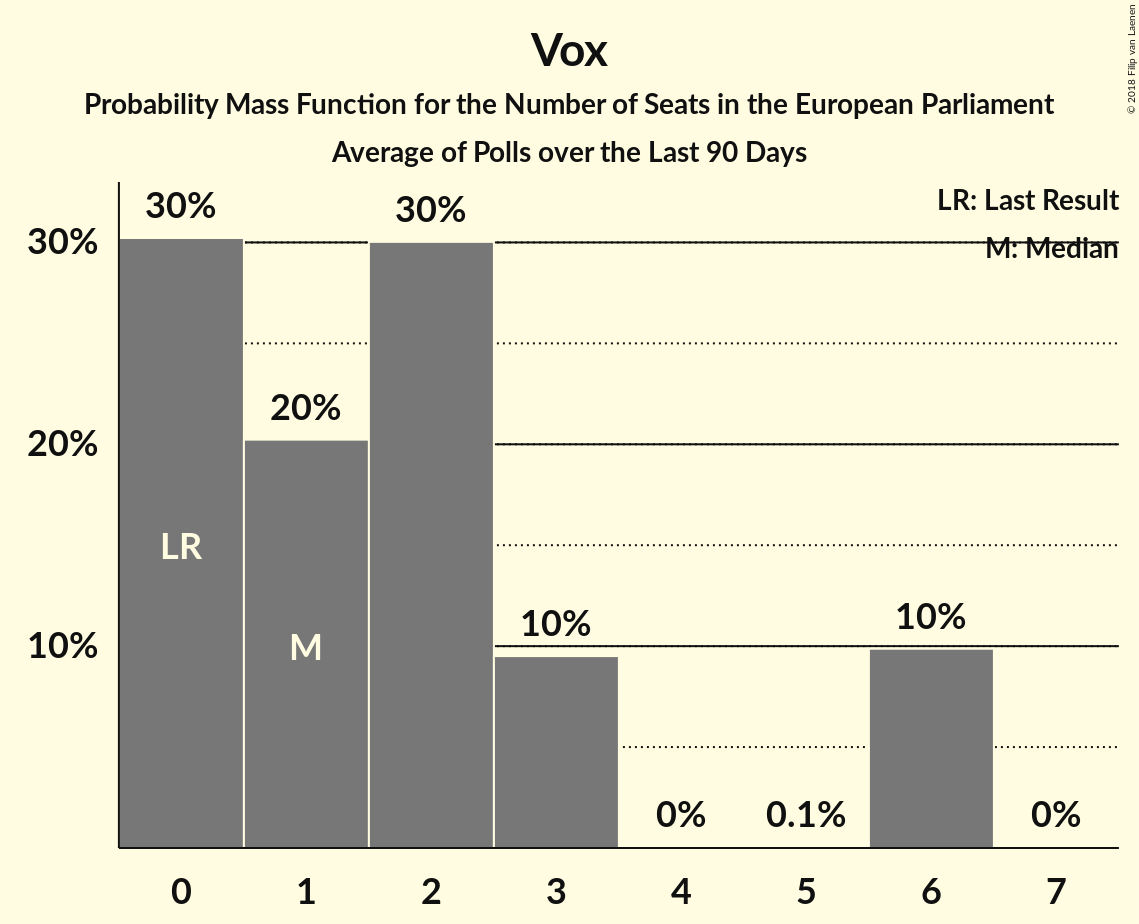 Vox
Probability Mass Function for the Number of Seats in the European Parliament
Average of Polls over the Last 90 Days
© 2018 Filip van Laenen
LR: Last Result
M: Median
30%
20%
10%
30%
20%
30%
10%
0%
0.1%
10%
0%
LR
M
0 1 2 3 4 5 6 7